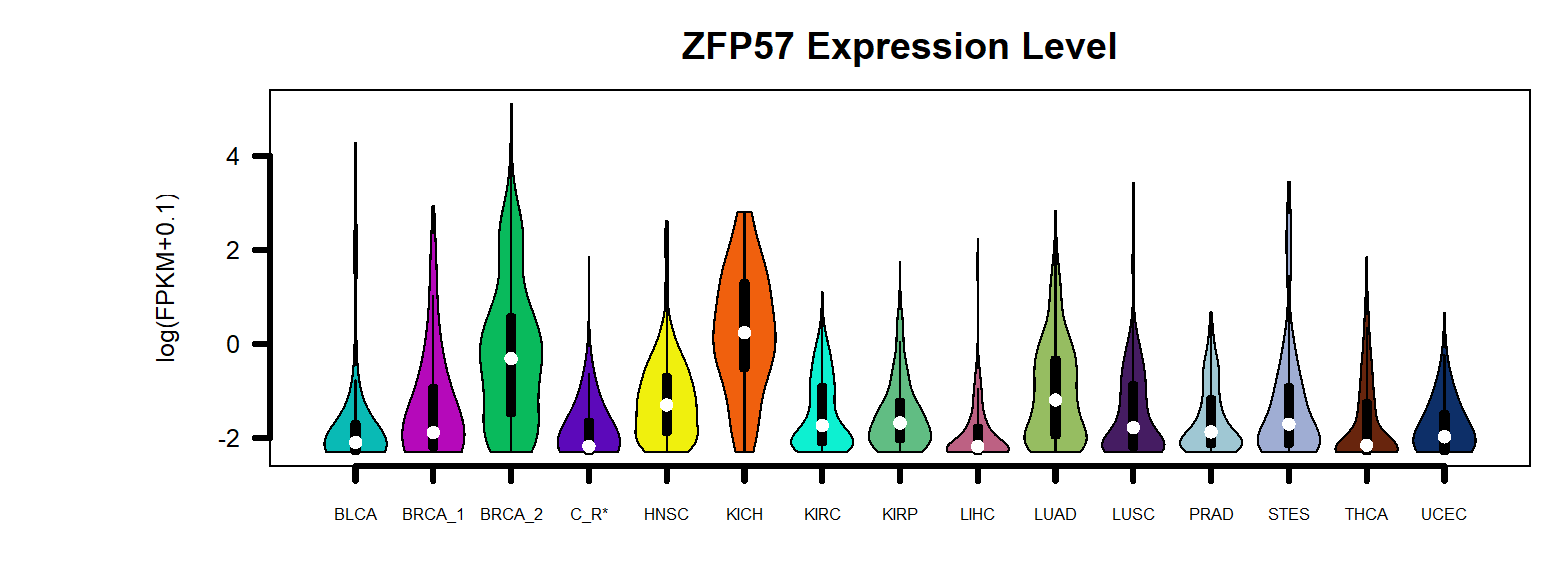 ZFP57 Expression Level
log(FPKM+0.1)
4
2
0
-2
BLCA BRCA_1 BRCA_2 C_R* HNSC KICH KIRC KIRP LIHC LUAD LUSC PRAD STES THCA UCEC